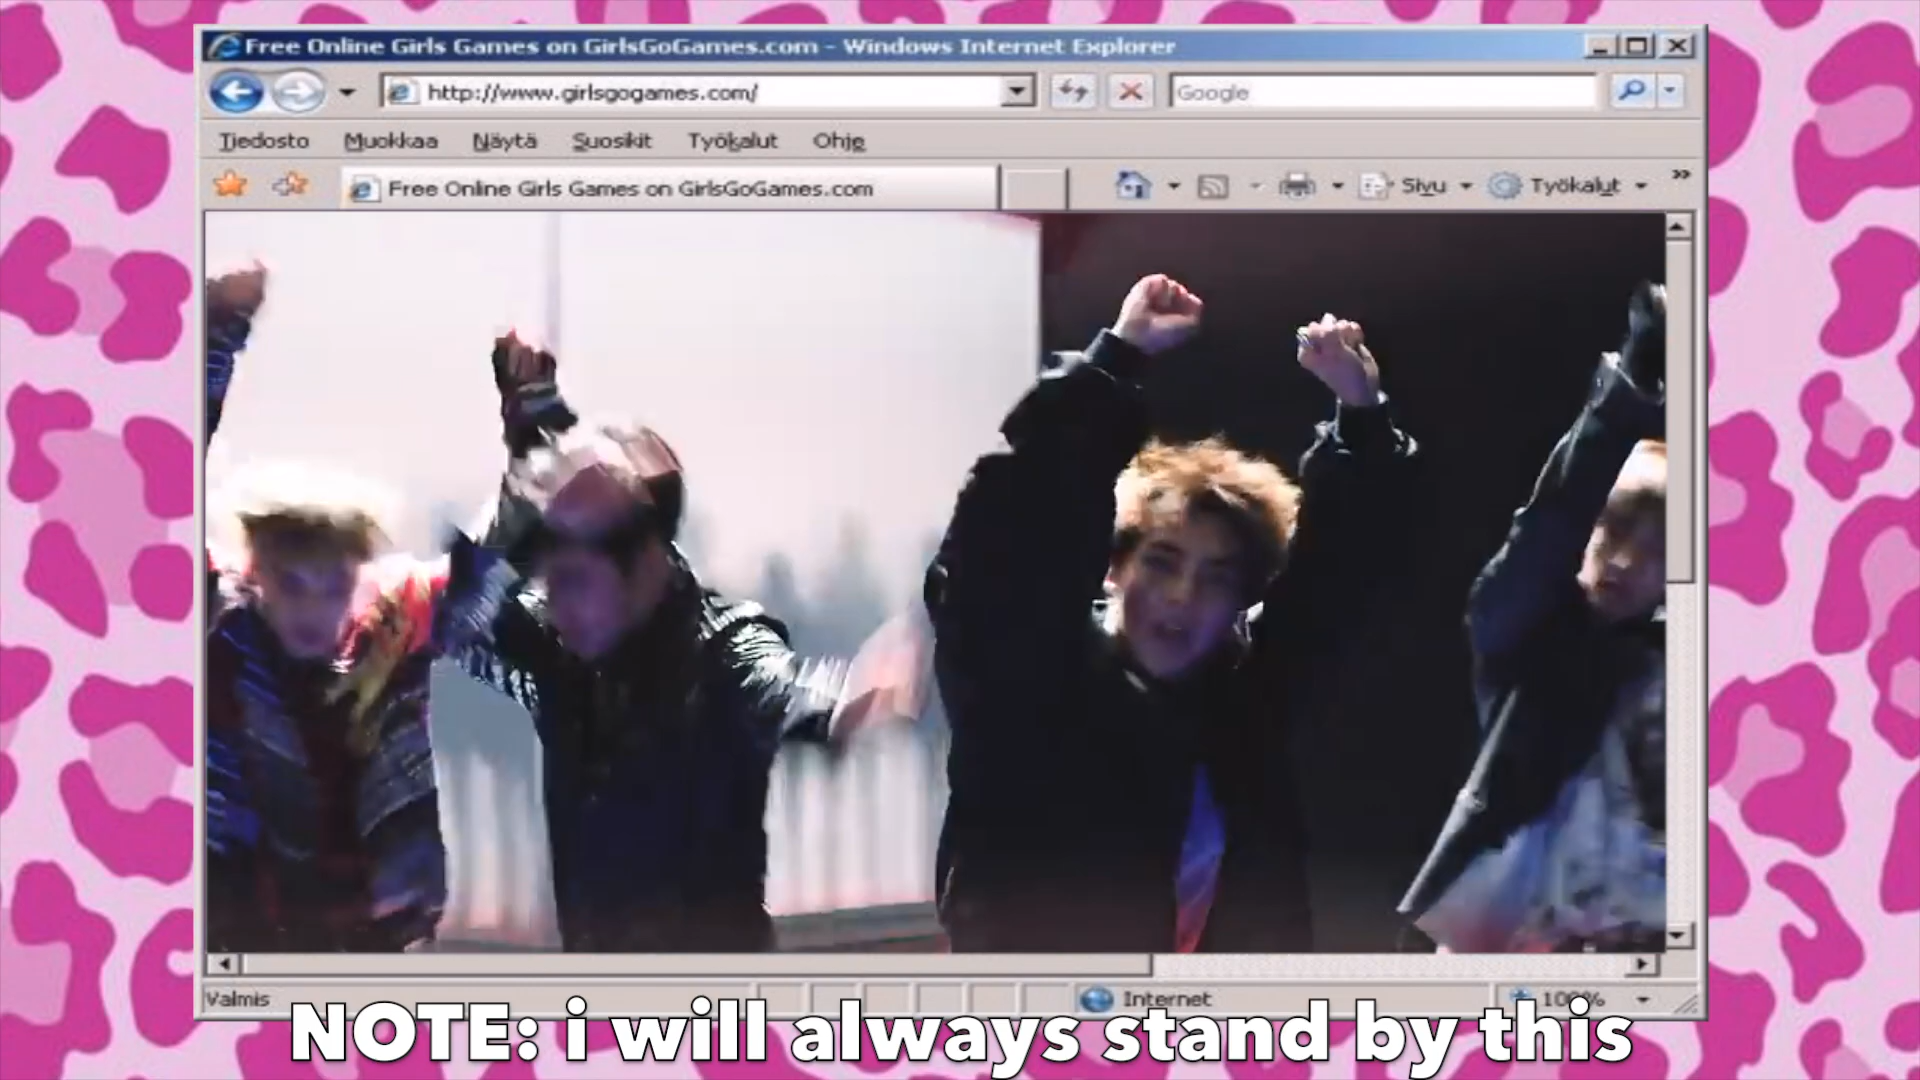 Free Online Girls Games on GirlsGoGames.com - Windows Internet Explorer
http://www.girlsgogames.com/
Google
Tiedosto Muokkaa Näytä Suosikit Työkalut Ohje
Free Online Girls Games on GirlsGoGames.com
Sivu Työkalut »
Valmis Internet 100%
NOTE: i will always stand by this